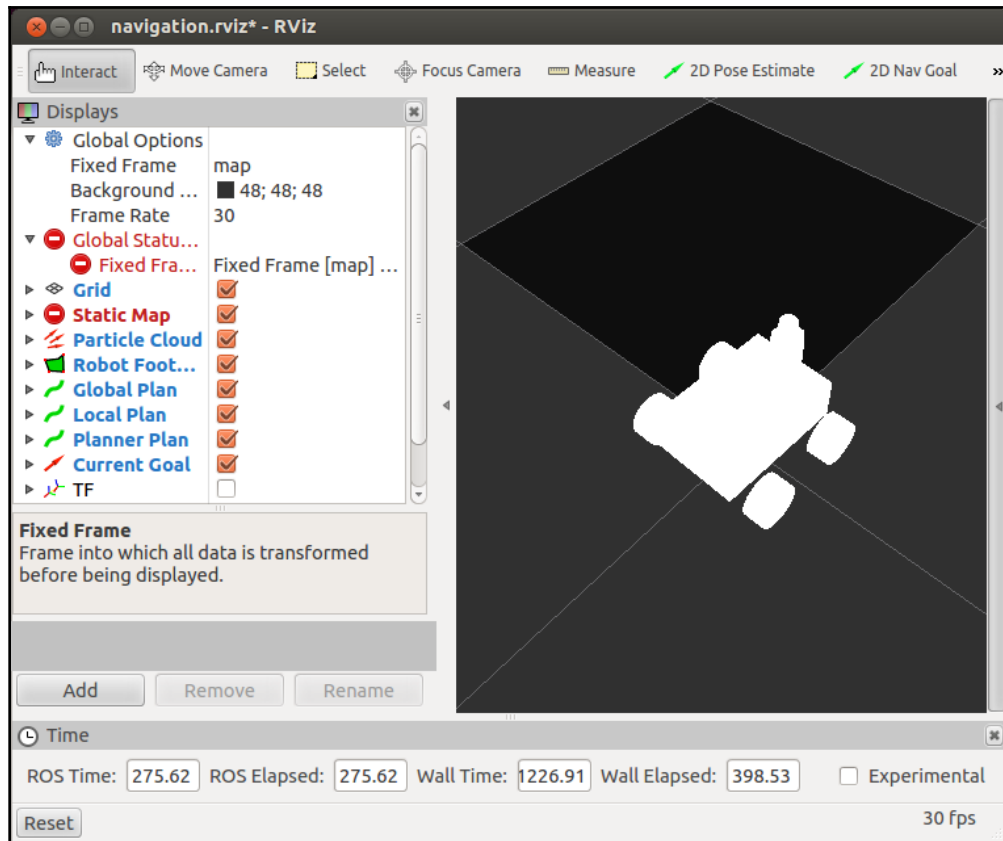 navigation.rviz* - RViz
Interact Move Camera Select Focus Camera Measure 2D Pose Estimate 2D Nav Goal »
Displays
Global Options
Fixed Frame map
Background ... 48; 48; 48
Frame Rate 30
Global Statu...
Fixed Fra... Fixed Frame [map] ...
Grid
Static Map
Particle Cloud
Robot Foot...
Global Plan
Local Plan
Planner Plan
Current Goal
TF
Fixed Frame
Frame into which all data is transformed
before being displayed.
Add Remove Rename
Time
ROS Time: 275.62 ROS Elapsed: 275.62 Wall Time: 1226.91 Wall Elapsed: 398.53 Experimental
Reset 30 fps